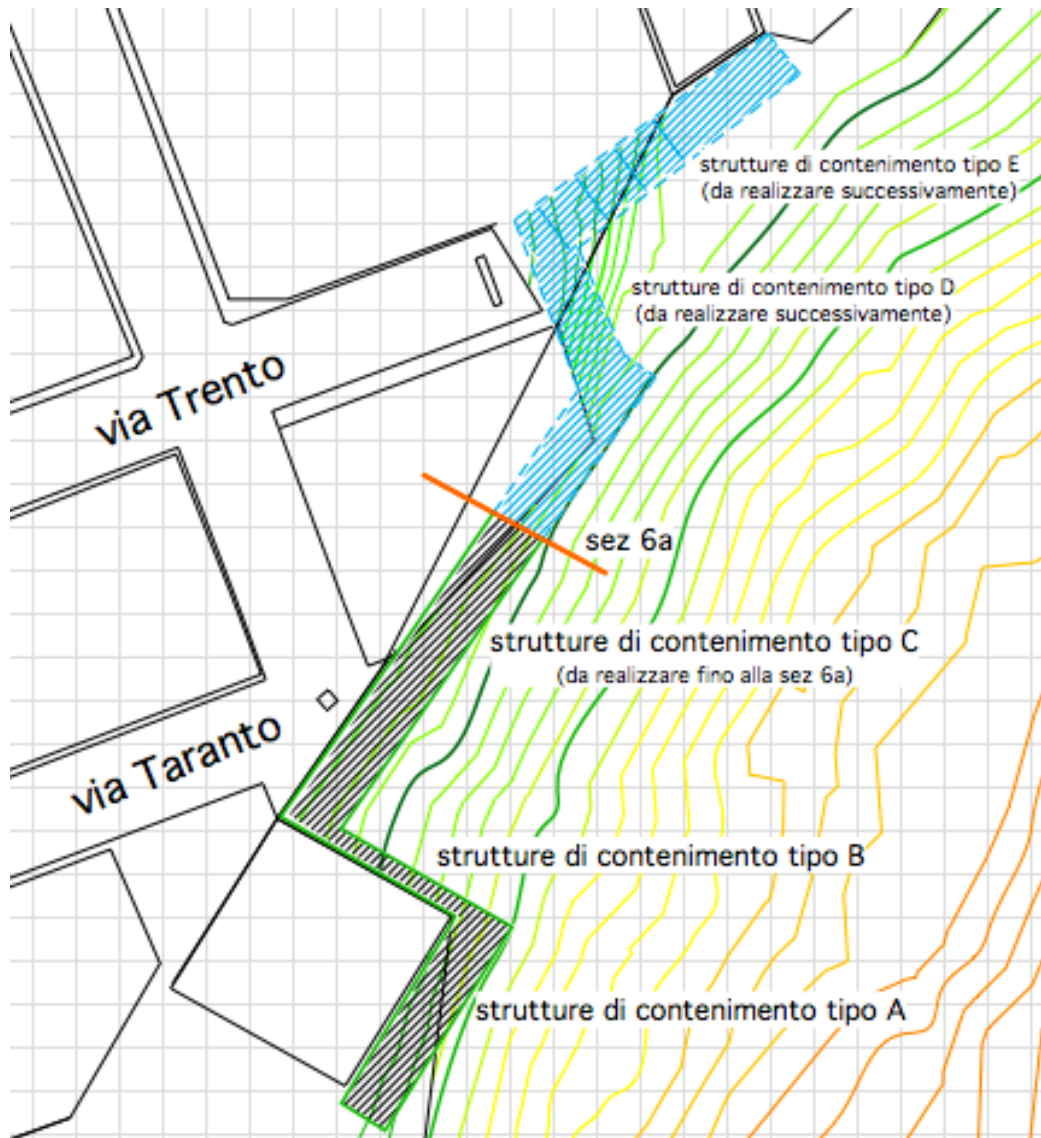 strutture di contenimento tipo E
(da realizzare successivamente)
strutture di contenimento tipo D
(da realizzare successivamente)
via Trento
sez 6a
strutture di contenimento tipo C
(da realizzare fino alla sez 6a)
via Taranto
strutture di contenimento tipo B
strutture di contenimento tipo A